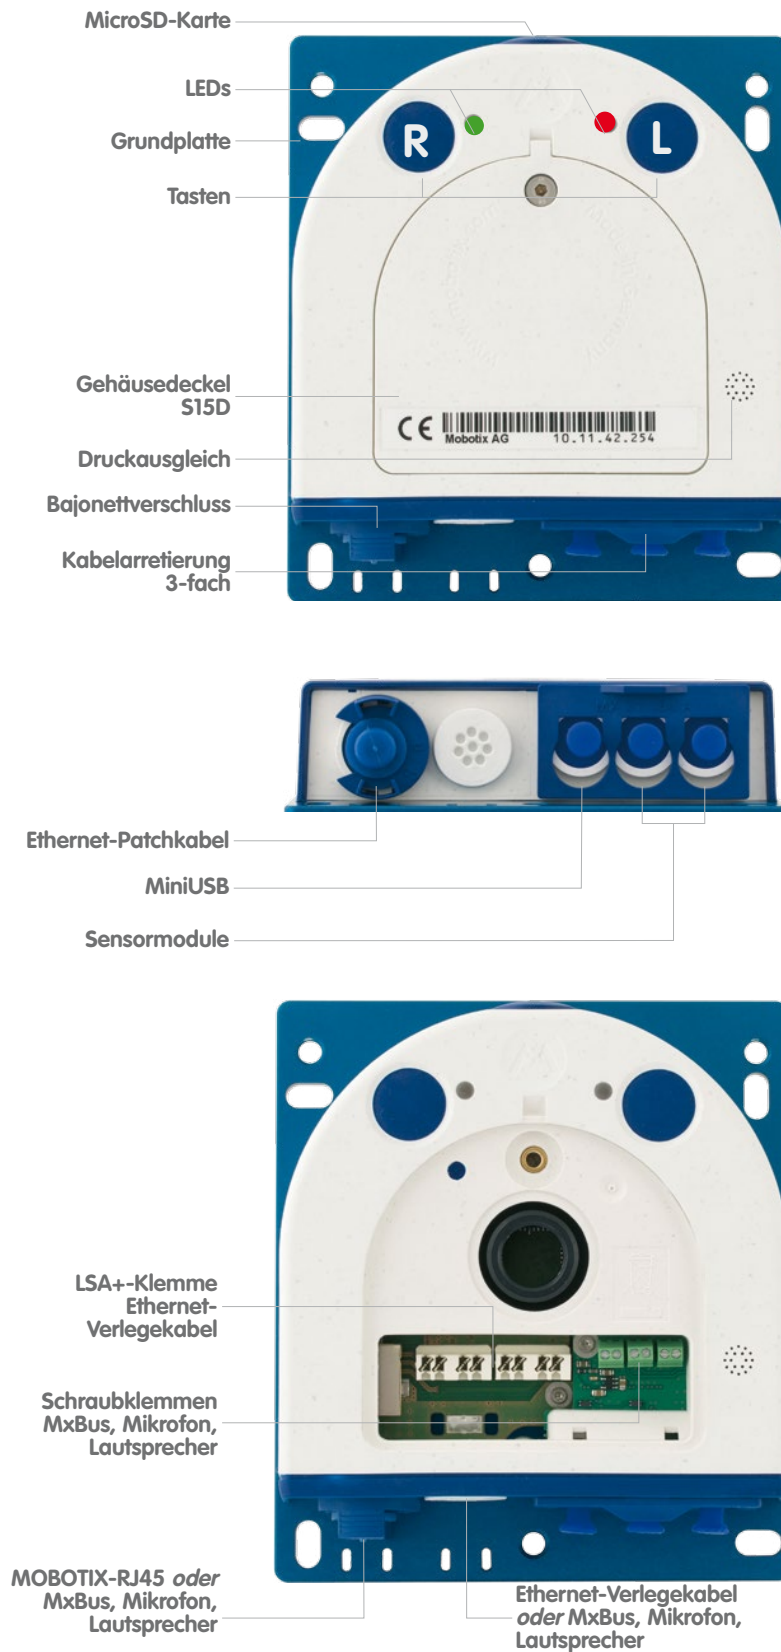 MicroSD-Karte
LEDs
Grundplatte
R
L
Tasten
Gehäusedeckel
S15D
Mobotix AG
10.11.42.254
Druckausgleich
Bajonettverschluss
Kabelarretierung
3-fach
Ethernet-Patchkabel
MiniUSB
Sensormodule
LSA+-Klemme
Ethernet-
Verlegekabel
Schraubklemmen
MxBus, Mikrofon,
Lautsprecher
MOBOTIX-RJ45 oder
MxBus, Mikrofon,
Lautsprecher
Ethernet-Verlegekabel
oder MxBus, Mikrofon,
Lautsprecher